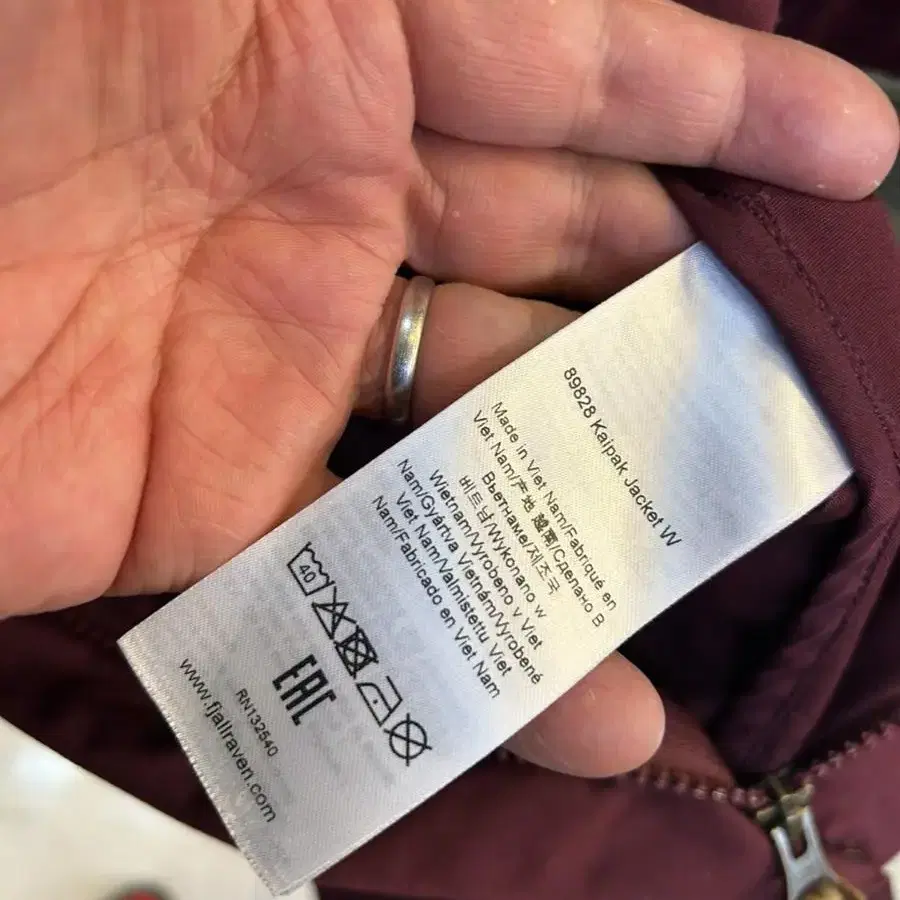 89828 Kaipak Jacket W
Made in Viet Nam/Fabriqué en
Viet Nam/产地 越南/Сделано В
Вьетнаме/제조국
베트남/Wykonano w
Wietnam/Vyrobeno v Viet
Nam/Gyártva Vietnám/Vyrobené
Viet Nam/Valmistettu Viet
Nam/Fabricado en Viet Nam
40
EAC
RN132540
www.fjallraven.com